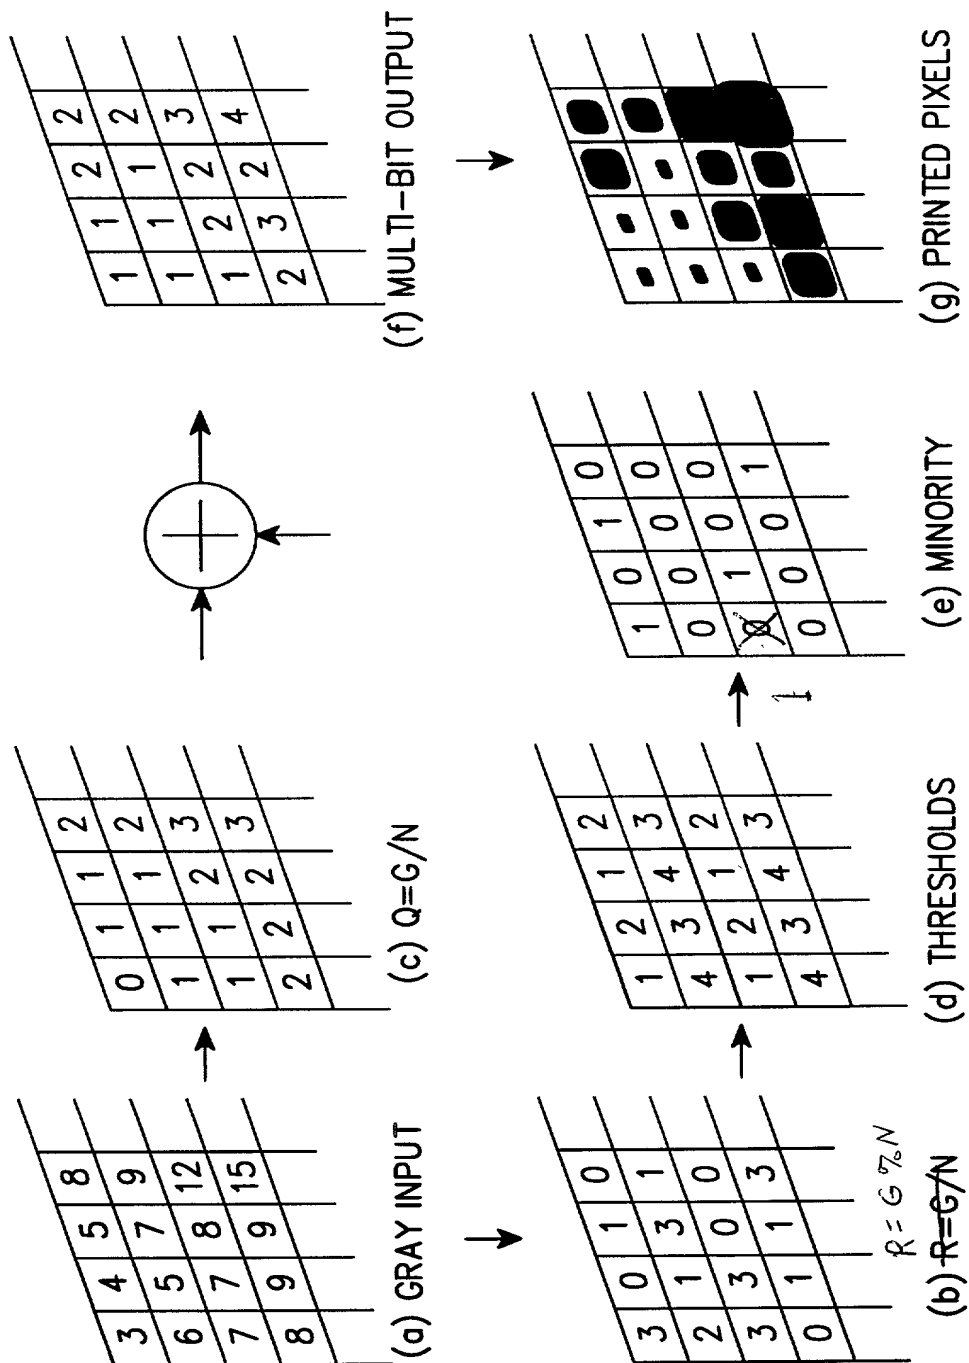 3 4 5 8
6 5 7 9
7 7 8 12
8 9 9 15
(a) GRAY INPUT
0 1 1 2
1 1 1 2
1 1 2 3
2 2 2 3
(c) Q=G/N
1 1 2 2
1 1 1 2
1 2 2 3
2 3 2 4
(f) MULTI-BIT OUTPUT
3 0 1 0
2 1 3 1
3 3 0 0
0 1 1 3
R=G%N
(b) R=G/N
1 2 1 2
4 3 4 3
1 2 1 2
4 3 4 3
(d) THRESHOLDS
1 0 1 0
0 0 0 0
0 1 0 0
0 0 0 1
1
(e) MINORITY
(g) PRINTED PIXELS